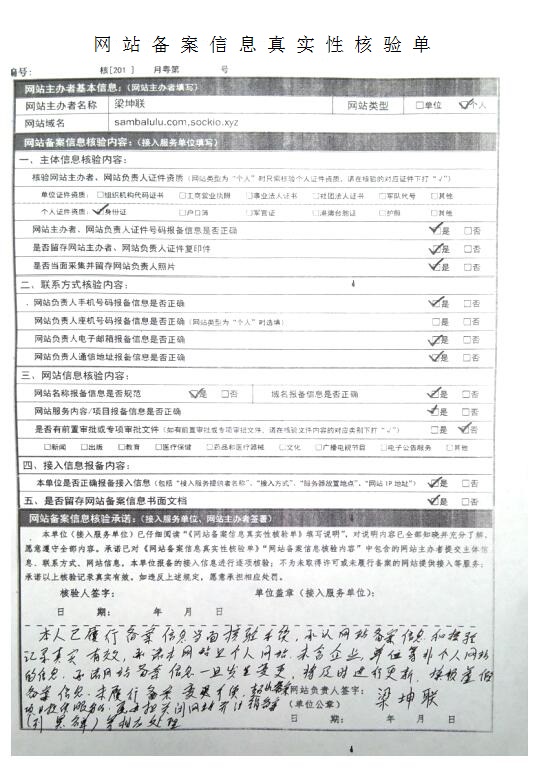 网站备案信息真实性核验单
编号： 核[201 ] 月粤第 号
网站主办者基本信息：（网站主办者填写）
网站主办者名称 梁坤联 网站类型 □单位 ☑个人
网站域名 sambalulu.com,sockio.xyz
网站备案信息核验内容：（接入服务单位填写）
一、主体信息核验内容：
核验网站主办者、网站负责人证件资质（网站类型为“个人”时只需核验个人证件资质，请在核验的对应证件下打“√”）
单位证件资质：□组织机构代码证书 □工商营业执照 □事业法人证书 □社团法人证书 □军队代号 □其他
个人证件资质：☑身份证 □户口簿 □军官证 □港澳台胞证 □护照 □其他
网站主办者、网站负责人证件号码报备信息是否正确 ☑是 □否
是否留存网站主办者、网站负责人证件复印件 ☑是 □否
是否当面采集并留存网站负责人照片 ☑是 □否
二、联系方式核验内容：
网站负责人手机号码报备信息是否正确 ☑是 □否
网站负责人座机号码报备信息是否正确（网站类型为“个人”时选填） □是 □否
网站负责人电子邮箱报备信息是否正确 ☑是 □否
网站负责人通信地址报备信息是否正确 ☑是 □否
三、网站信息核验内容：
网站名称报备信息是否规范 ☑是 □否 域名报备信息是否正确 ☑是 □否
网站服务内容/项目报备信息是否正确 ☑是 □否
是否有前置审批或专项审批文件（如有前置审批或专项审批文件，请在核验文件内容的对应类别下打“√”） □是 ☑否
□新闻 □出版 □教育 □医疗保健 □药品和医疗器械 □文化 □广播电视节目 □电子公告服务 □其他
四、接入信息报备内容：
本单位是否正确报备接入信息（包括“接入服务提供者名称”、“接入方式”、“服务器放置地点”、“网站IP地址”） ☑是 □否
五、是否留存网站备案信息书面文档 ☑是 □否
网站备案信息核验承诺：（接入服务单位、网站主办者签署）
本单位（接入服务单位）已仔细阅读“《网站备案信息真实性核验单》填写说明”，对说明内容已全部知晓并充分了解，
愿意遵守全部内容。承诺已对《网站备案信息真实性核验单》“网站备案信息核验内容”中包含的网站主办者提交主体信
息、联系方式、网站信息、本单位报备的接入信息进行逐项核验；不为未取得许可或未履行备案的网站提供接入等服务；
承诺以上核验记录真实有效。如违反上述规定，愿意承担相应处罚。
核验人签字： 单位盖章（接入服务单位）：
日 期： 年 月 日
本人已履行备案信息当面核验手续，承认网站备案信息和核验
记录真实有效，承诺本网站是个人网站，未含企业，单位等非个人网站
的信息，承诺网站备案信息一旦发生变更，将及时进行更新，
备案信息，未履行备案变更手续， 网站负责人签字： 梁坤联
（单位公章）
日 期： 年 月 日